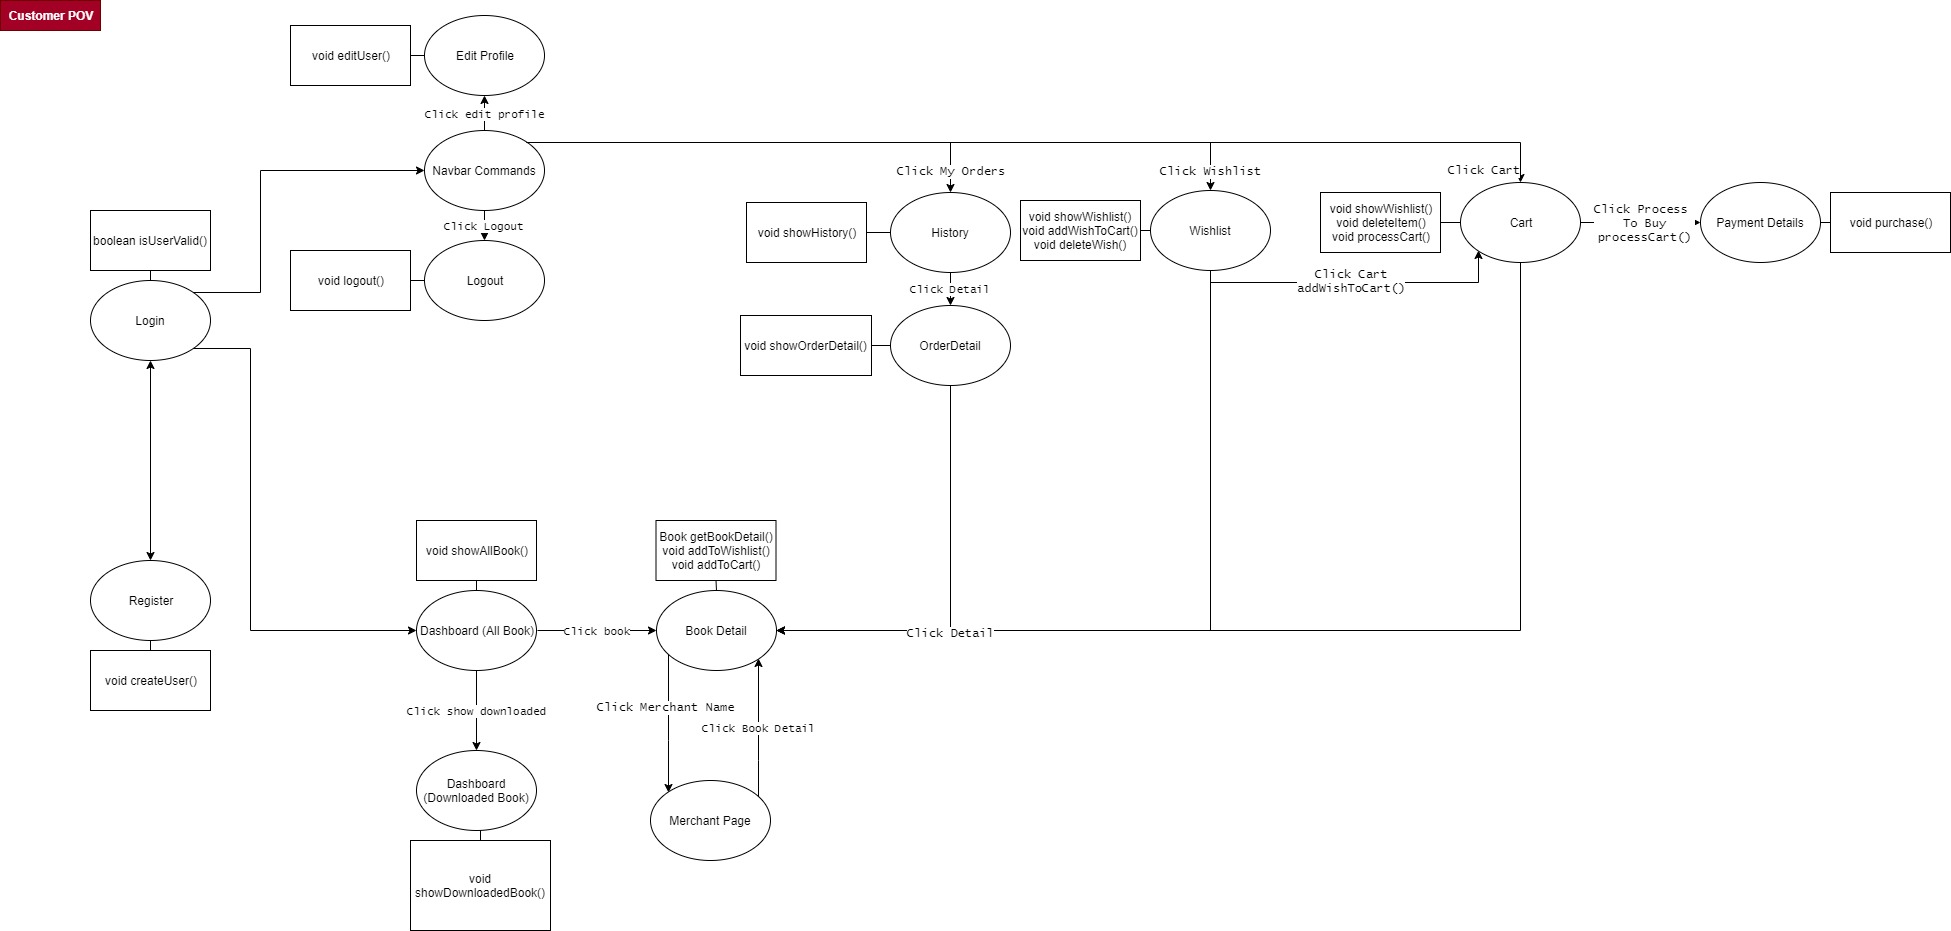 Customer POV
void editUser()
Edit Profile
Click edit profile
Navbar Commands
Click My Orders
Click Wishlist
Click Cart
boolean isUserValid()
Click Logout
void showHistory()
History
void showWishlist()
void addWishToCart()
void deleteWish()
Wishlist
void showWishlist()
void deleteItem()
void processCart()
Cart
Click Process
To Buy
processCart()
Payment Details
void purchase()
void logout()
Logout
Click Detail
Click Cart
addWishToCart()
Login
void showOrderDetail()
OrderDetail
void showAllBook()
Book getBookDetail()
void addToWishlist()
void addToCart()
Register
Dashboard (All Book)
Click book
Book Detail
Click Detail
void createUser()
Click show downloaded
Click Merchant Name
Click Book Detail
Dashboard
(Downloaded Book)
Merchant Page
void
showDownloadedBook()